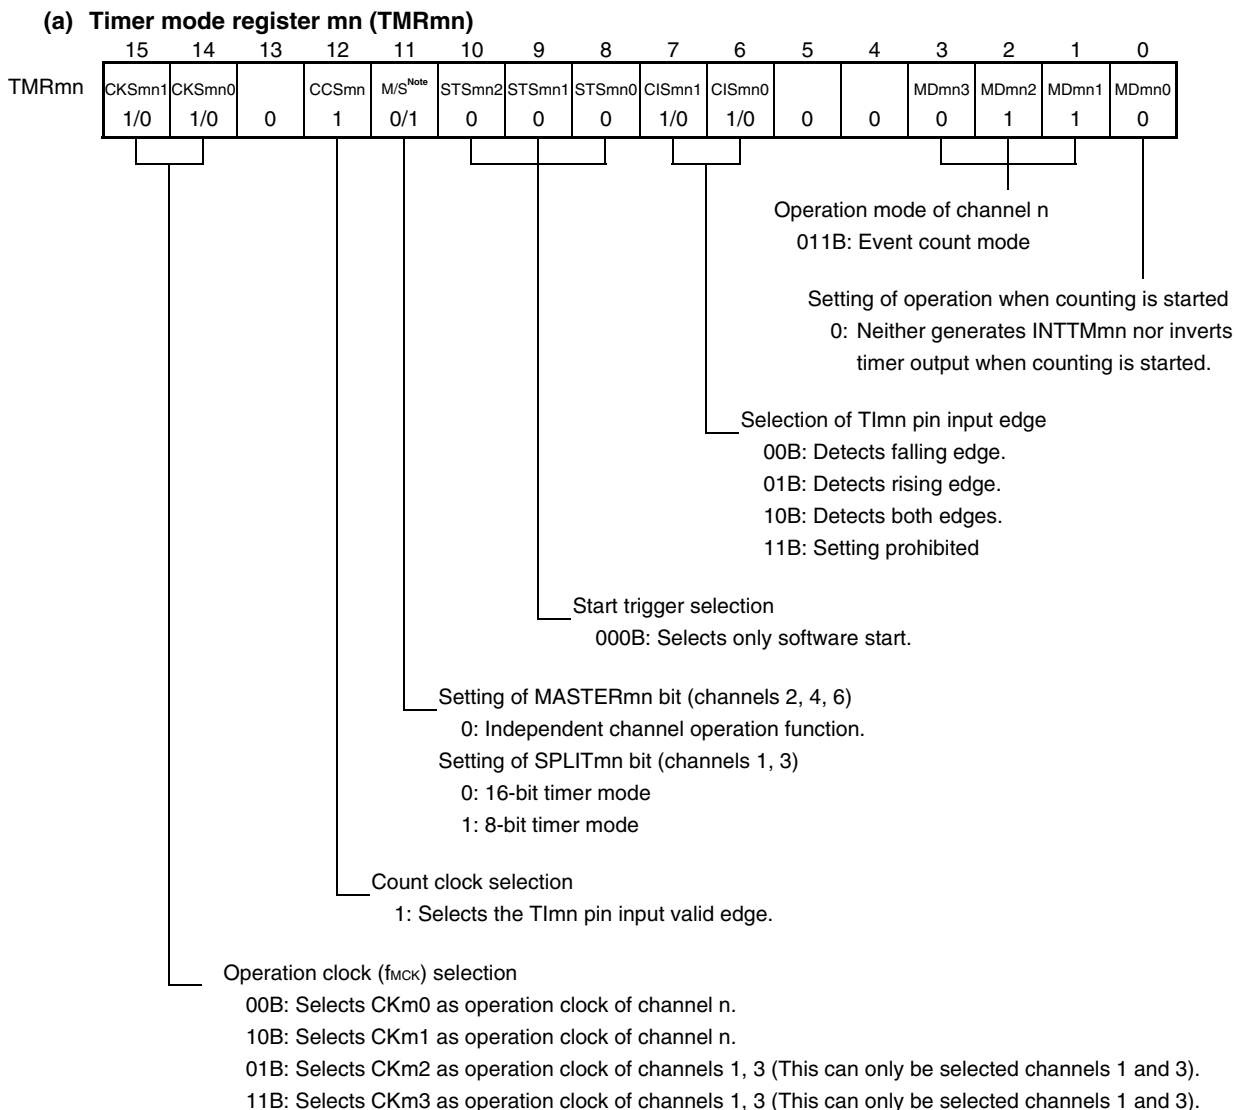 (a) Timer mode register mn (TMRmn)
15 14 13 12 11 10 9 8 7 6 5 4 3 2 1 0
TMRmn CKSmn1 CKSmn0 CCSmn M/S Note STSmn2 STSmn1 STSmn0 CISmn1 CISmn0 MDmn3 MDmn2 MDmn1 MDmn0
1/0 1/0 0 1 0/1 0 0 0 1/0 1/0 0 0 0 1 1 0
Operation mode of channel n
011B: Event count mode
Setting of operation when counting is started
0: Neither generates INTTMmn nor inverts
timer output when counting is started.
Selection of TImn pin input edge
00B: Detects falling edge.
01B: Detects rising edge.
10B: Detects both edges.
11B: Setting prohibited
Start trigger selection
000B: Selects only software start.
Setting of MASTERmn bit (channels 2, 4, 6)
0: Independent channel operation function.
Setting of SPLITmn bit (channels 1, 3)
0: 16-bit timer mode
1: 8-bit timer mode
Count clock selection
1: Selects the TImn pin input valid edge.
Operation clock (fMCK) selection
00B: Selects CKm0 as operation clock of channel n.
10B: Selects CKm1 as operation clock of channel n.
01B: Selects CKm2 as operation clock of channels 1, 3 (This can only be selected channels 1 and 3).
11B: Selects CKm3 as operation clock of channels 1, 3 (This can only be selected channels 1 and 3).